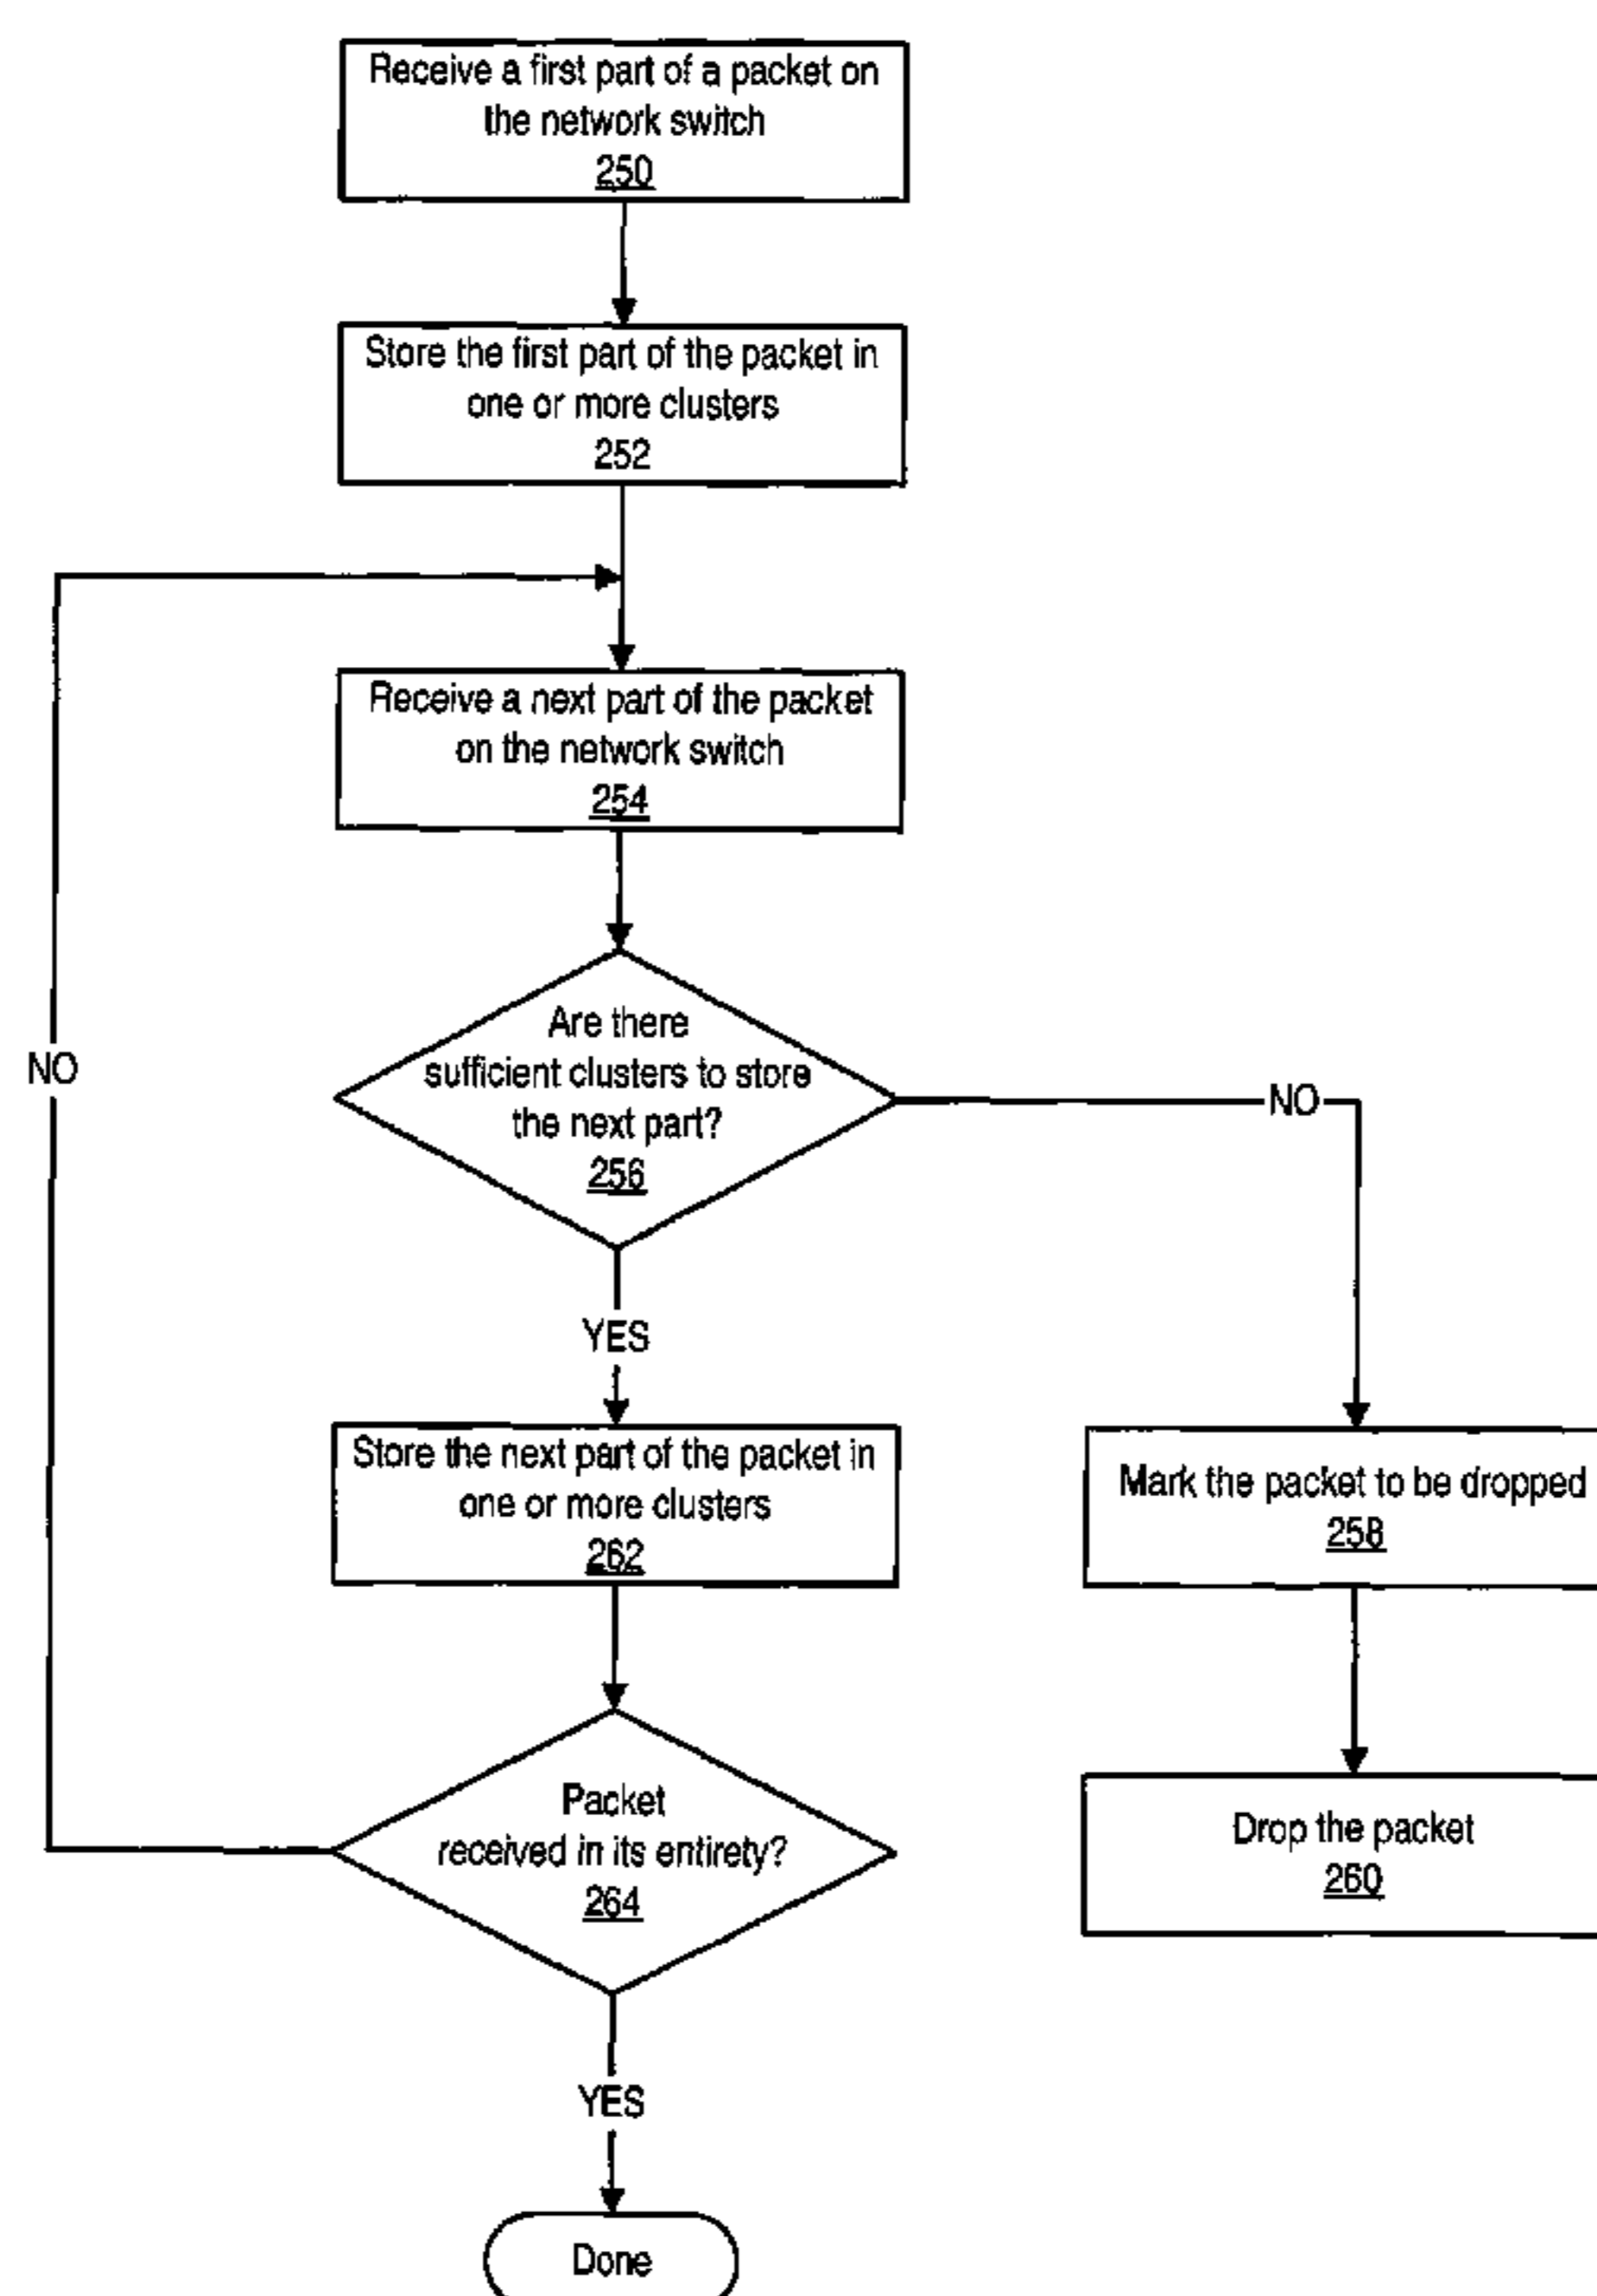 Receive a first part of a packet on
the network switch
250
Store the first part of the packet in
one or more clusters
252
Receive a next part of the packet
on the network switch
254
Are there
sufficient clusters to store
the next part?
256
NO
NO
YES
Store the next part of the packet in
one or more clusters
262
Mark the packet to be dropped
258
Packet
received in its entirety?
264
Drop the packet
260
YES
Done